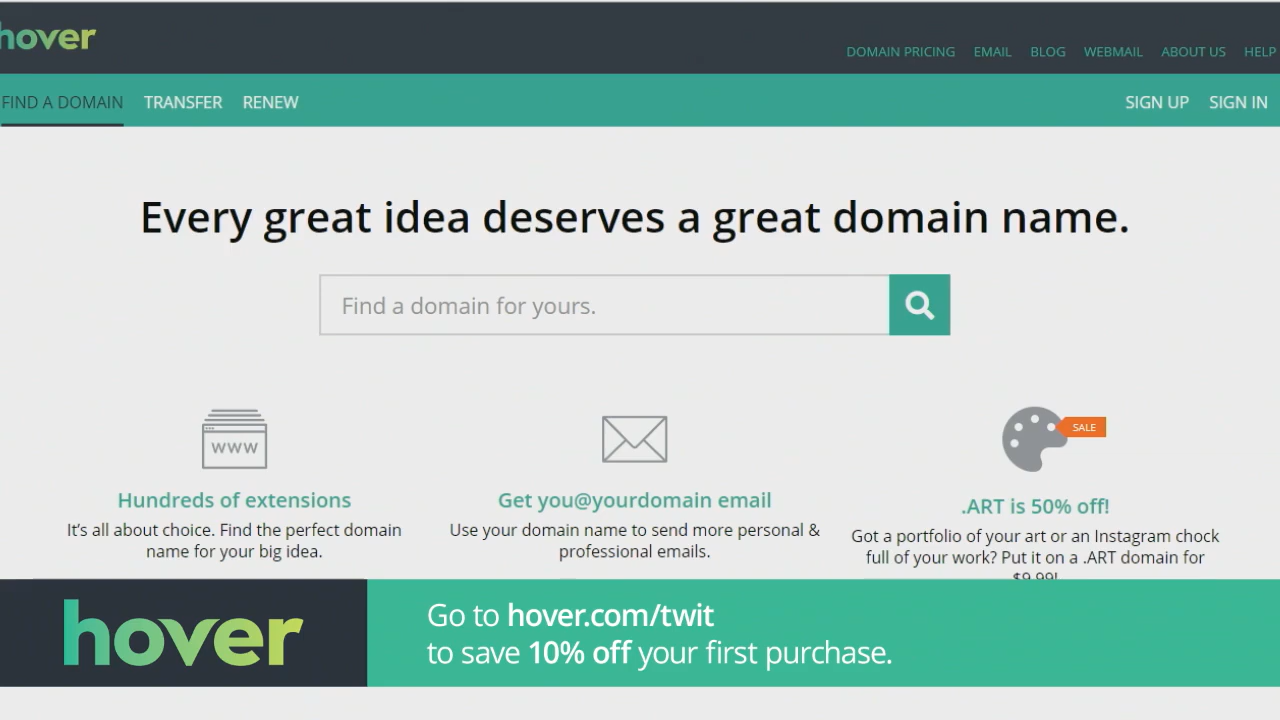 hover
DOMAIN PRICING EMAIL BLOG WEBMAIL ABOUT US HELP
FIND A DOMAIN TRANSFER RENEW SIGN UP SIGN IN
Every great idea deserves a great domain name.
Find a domain for yours.
www
SALE
Hundreds of extensions
It's all about choice. Find the perfect domain
name for your big idea.
Get you@yourdomain email
Use your domain name to send more personal &
professional emails.
.ART is 50% off!
Got a portfolio of your art or an Instagram chock
full of your work? Put it on a .ART domain for
$9.99!
hover
Go to hover.com/twit
to save 10% off your first purchase.